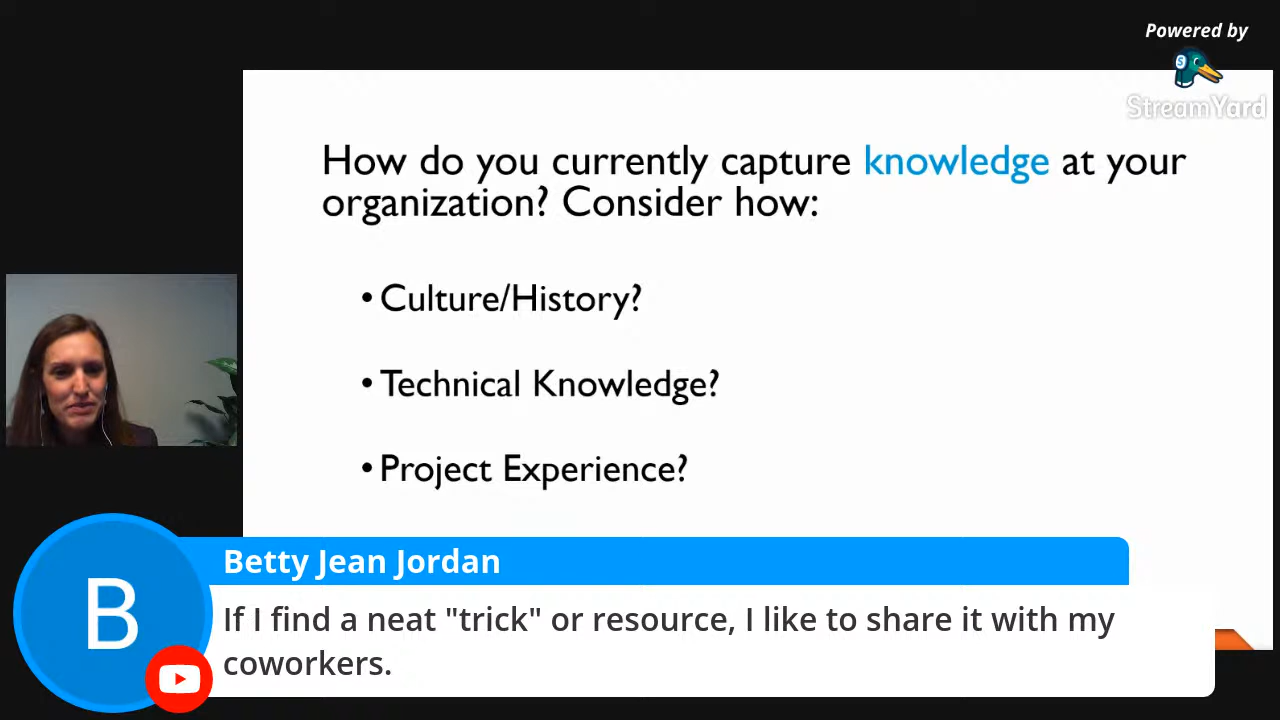 Powered by
StreamYard
How do you currently capture knowledge at your
organization? Consider how:
• Culture/History?
• Technical Knowledge?
• Project Experience?
B
Betty Jean Jordan
If I find a neat "trick" or resource, I like to share it with my
coworkers.